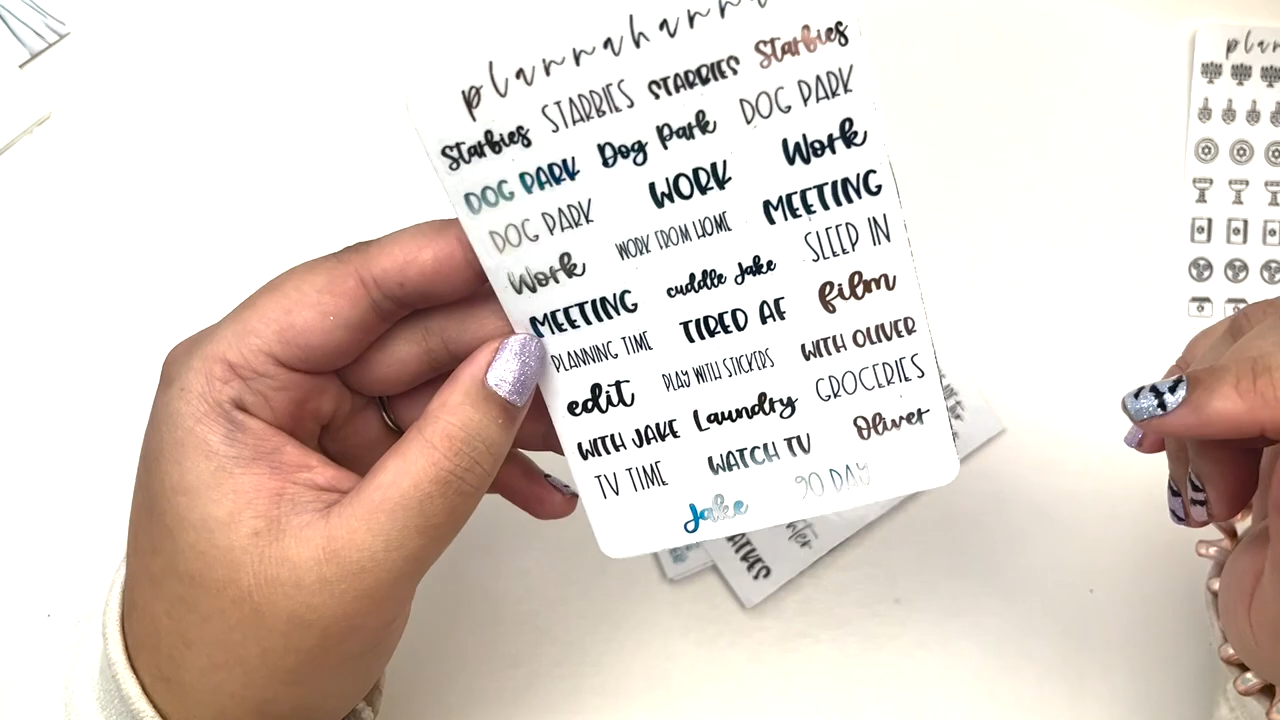 plannahanna
Starbies STARBIES STARBIES Starbies
DOG PARK Dog Park DOG PARK
DOG PARK WORK Work
Work WORK FROM HOME MEETING
MEETING cuddle Jake SLEEP IN
PLANNING TIME TIRED AF film
edit PLAY WITH STICKERS WITH OLIVER
WITH JAKE Laundry GROCERIES
TV TIME WATCH TV Oliver
Jake 90 DAY
plan